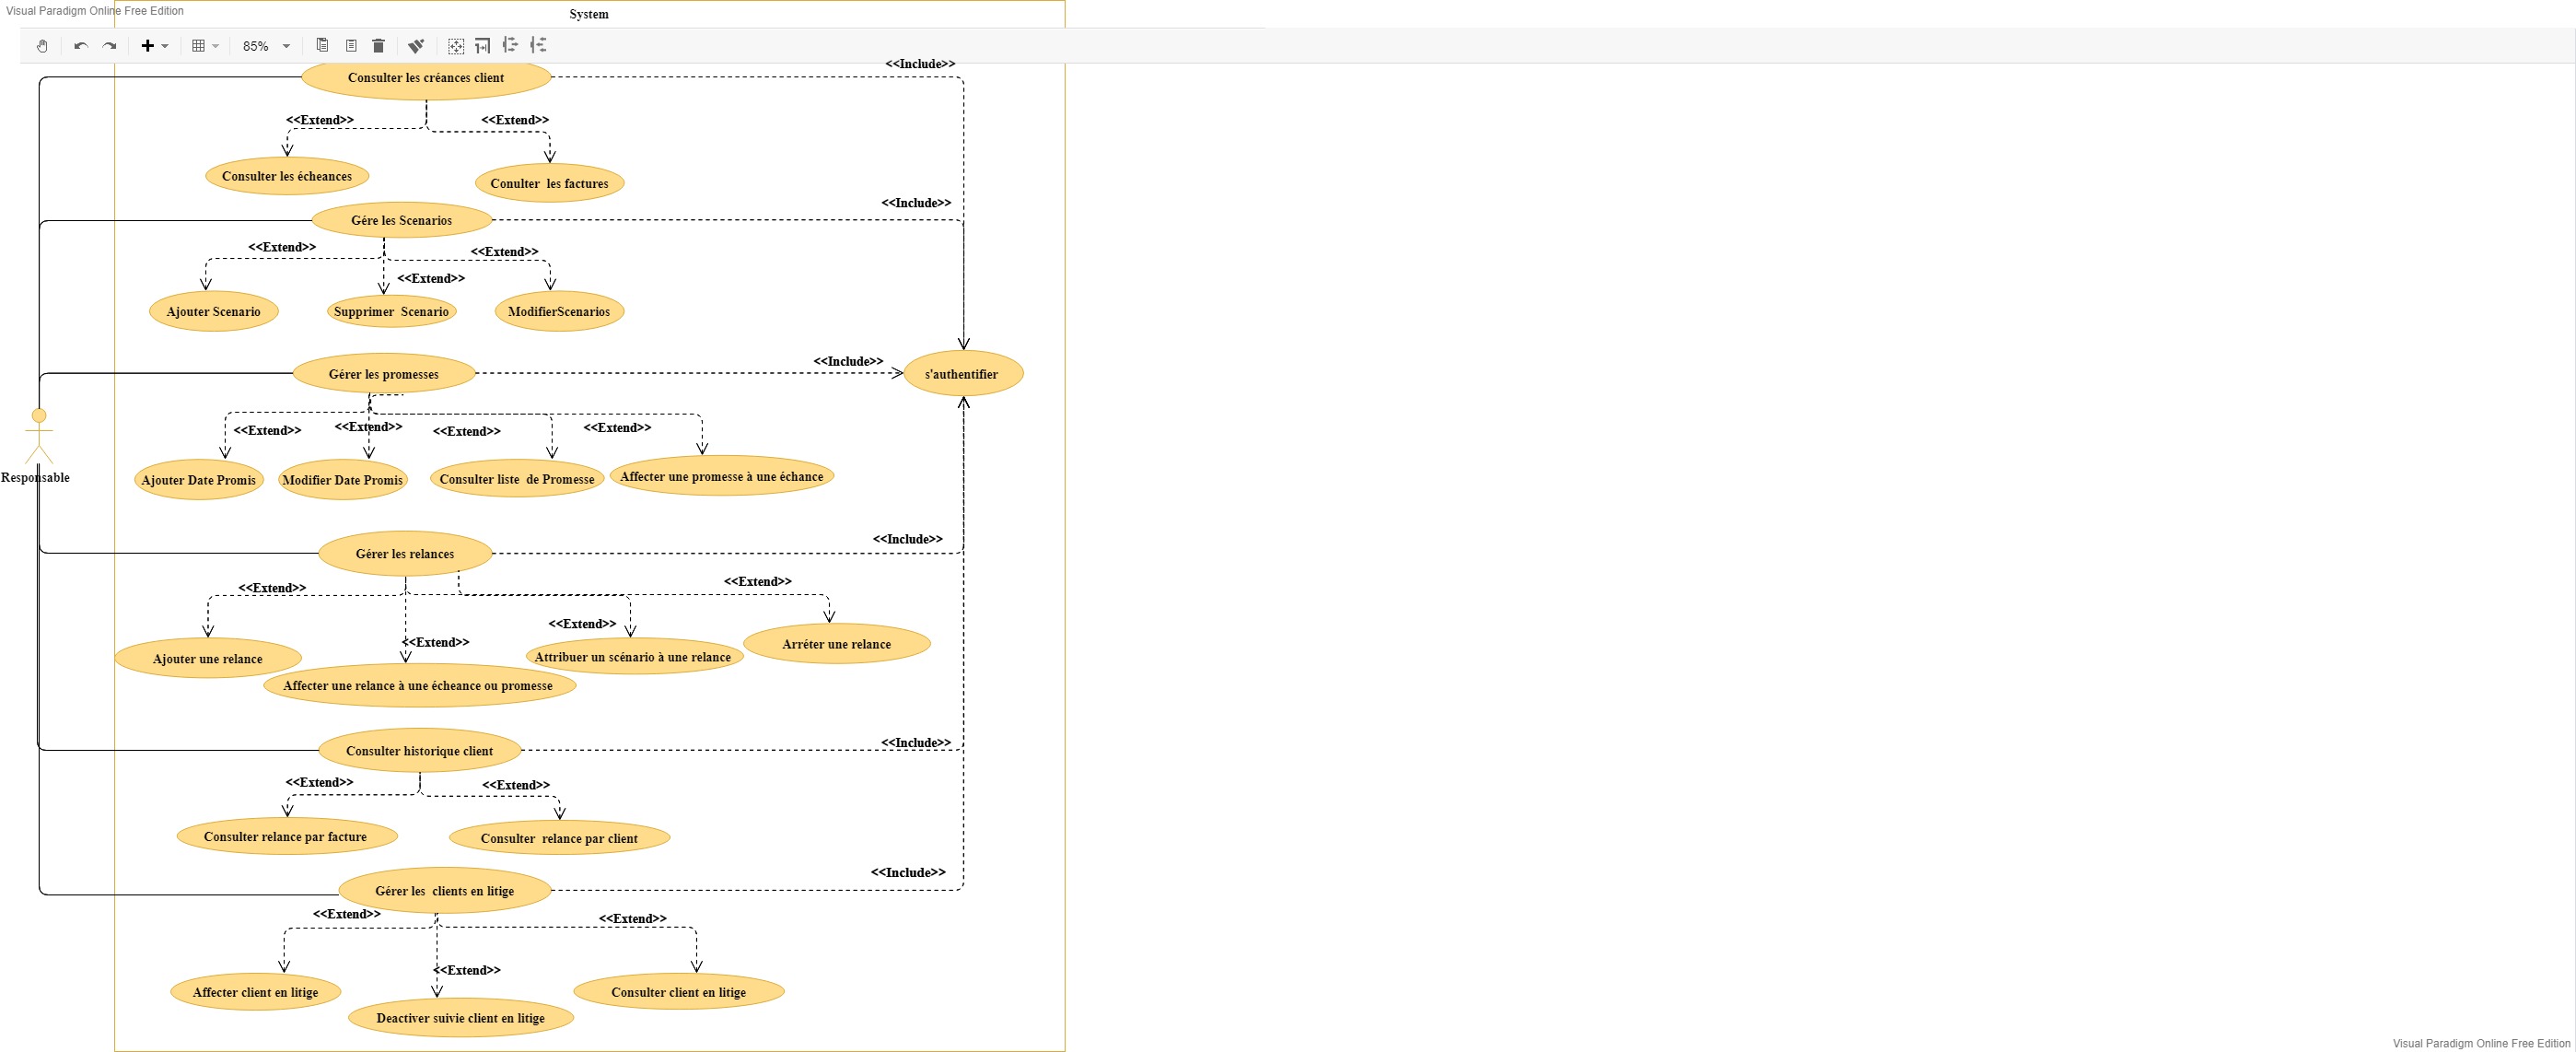 Visual Paradigm Online Free Edition
System
85%
<<Include>>
Consulter les créances client
<<Extend>>
<<Extend>>
Consulter les écheances
Conulter  les factures
<<Include>>
Gére les Scenarios
<<Extend>>
<<Extend>>
<<Extend>>
Ajouter Scenario
Supprimer  Scenario
ModifierScenarios
<<Include>>
Gérer les promesses
s'authentifier
<<Extend>>
<<Extend>>
<<Extend>>
<<Extend>>
Responsable
Ajouter Date Promis
Modifier Date Promis
Consulter liste  de Promesse
Affecter une promesse à une échance
<<Include>>
Gérer les relances
<<Extend>>
<<Extend>>
<<Extend>>
<<Extend>>
Ajouter une relance
Attribuer un scénario à une relance
Arréter une relance
Affecter une relance à une écheance ou promesse
<<Include>>
Consulter historique client
<<Extend>>
<<Extend>>
Consulter relance par facture
Consulter  relance par client
<<Include>>
Gérer les  clients en litige
<<Extend>>
<<Extend>>
<<Extend>>
Affecter client en litige
Consulter client en litige
Deactiver suivie client en litige
Visual Paradigm Online Free Edition